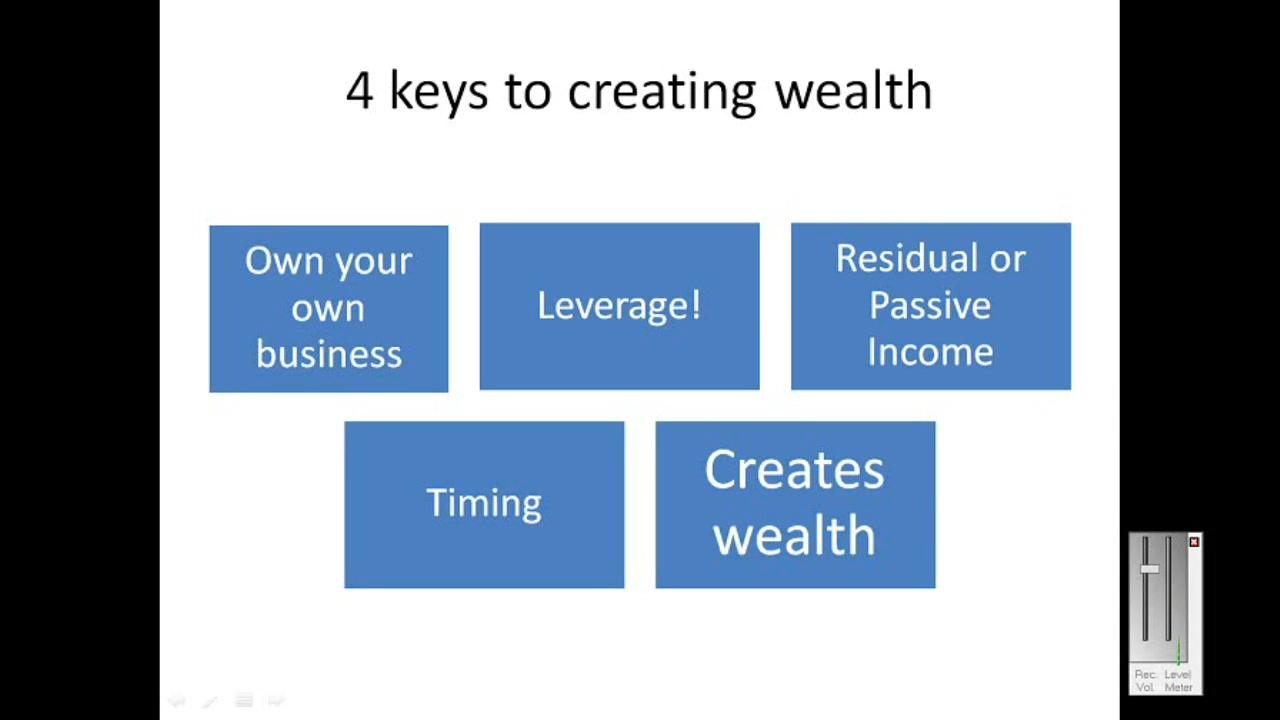 4 keys to creating wealth
Own your
own
business
Leverage!
Residual or
Passive
Income
Timing
Creates
wealth
Rec. Level
Vol. Meter